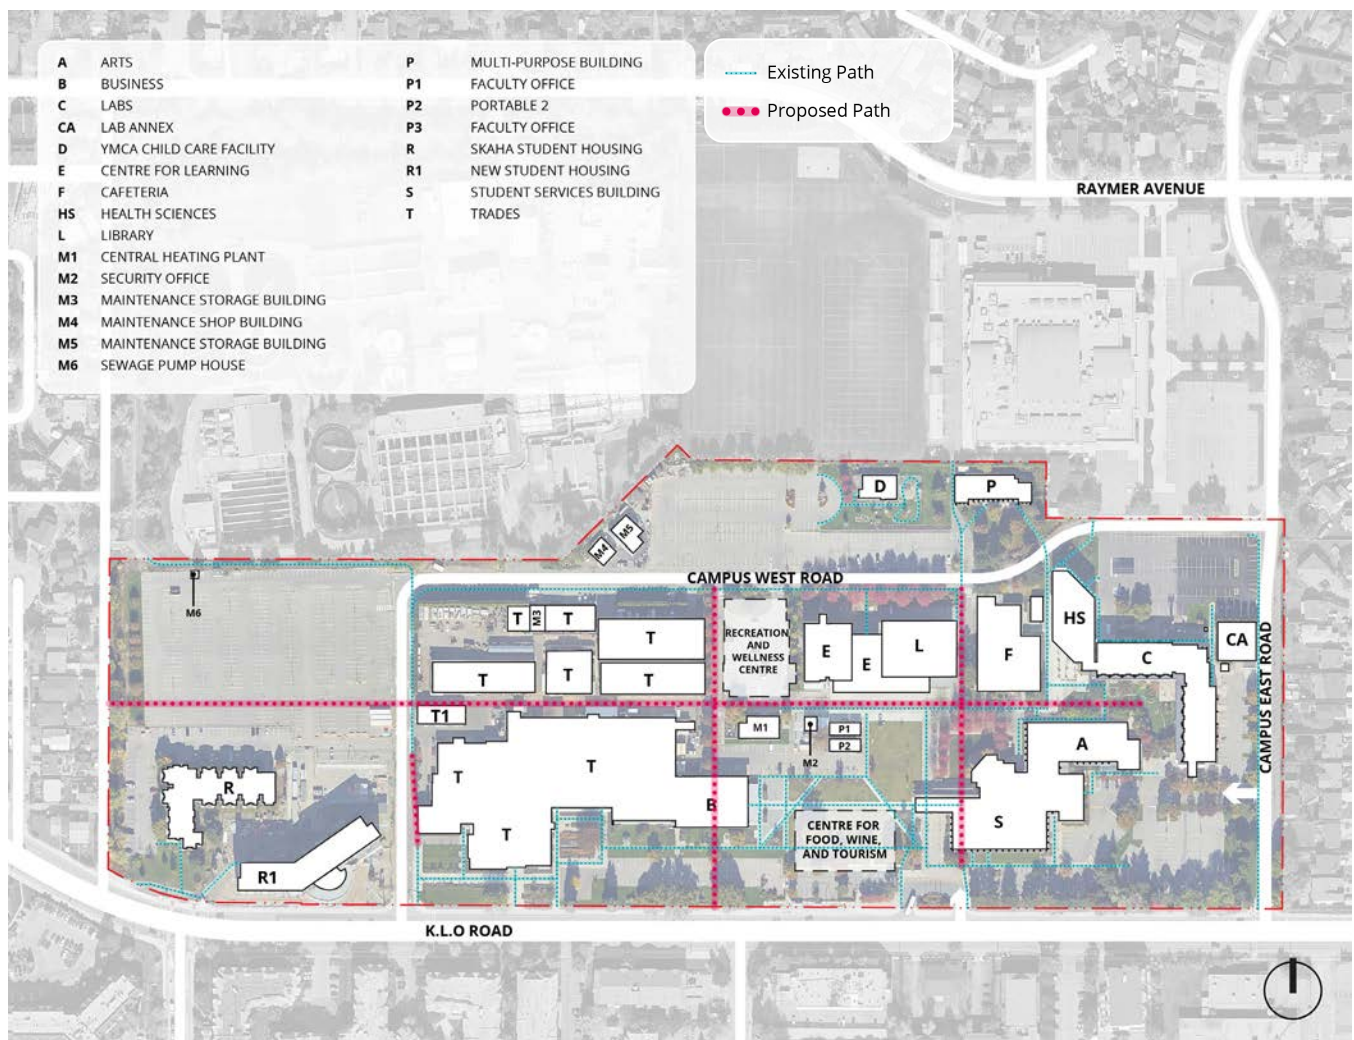 A ARTS
B BUSINESS
C LABS
CA LAB ANNEX
D YMCA CHILD CARE FACILITY
E CENTRE FOR LEARNING
F CAFETERIA
HS HEALTH SCIENCES
L LIBRARY
M1 CENTRAL HEATING PLANT
M2 SECURITY OFFICE
M3 MAINTENANCE STORAGE BUILDING
M4 MAINTENANCE SHOP BUILDING
M5 MAINTENANCE STORAGE BUILDING
M6 SEWAGE PUMP HOUSE
P MULTI-PURPOSE BUILDING
P1 FACULTY OFFICE
P2 PORTABLE 2
P3 FACULTY OFFICE
R SKAHA STUDENT HOUSING
R1 NEW STUDENT HOUSING
S STUDENT SERVICES BUILDING
T TRADES
Existing Path
Proposed Path
RAYMER AVENUE
D
P
M5
M4
CAMPUS WEST ROAD
M6
T
M3
T
T
T
T
T
RECREATION
AND
WELLNESS
CENTRE
E
E
L
F
HS
C
CA
CAMPUS EAST ROAD
T1
T
T
T
B
M1
M2
P1
P2
A
S
CENTRE FOR
FOOD, WINE,
AND TOURISM
R
R1
K.L.O ROAD